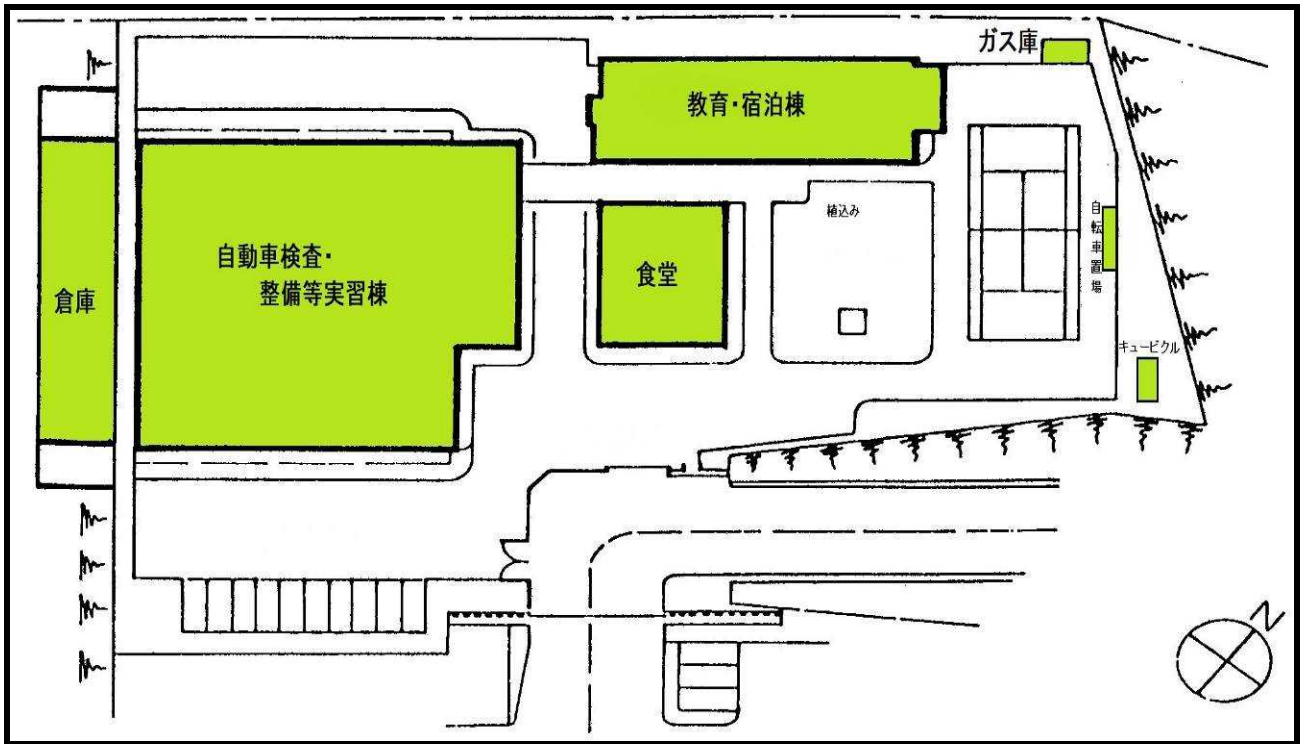 ガス庫
教育・宿泊棟
植込み
自転車置場
自動車検査・
整備等実習棟
食堂
倉庫
キュービクル
N